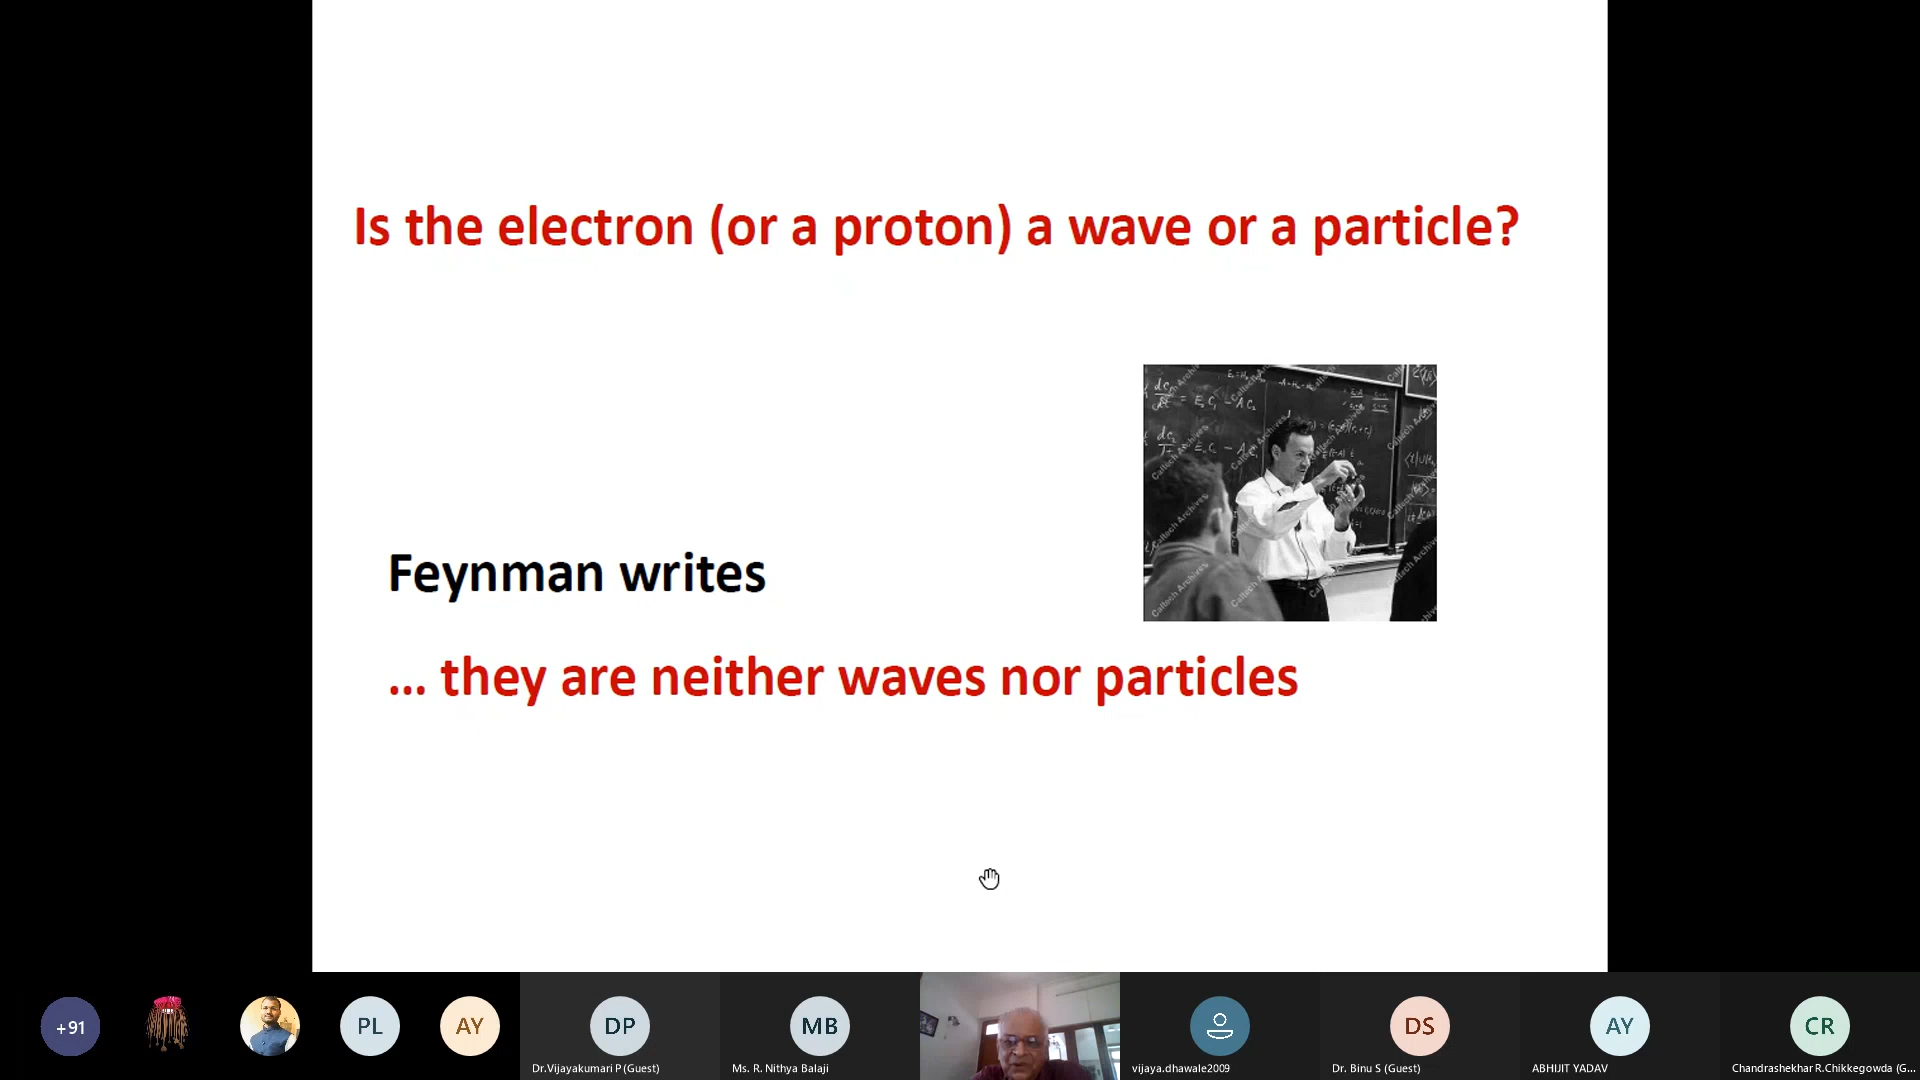 Is the electron (or a proton) a wave or a particle?
Feynman writes
... they are neither waves nor particles
Caltech Archives
+91
PL
AY
DP
Dr.Vijayakumari P (Guest)
MB
Ms. R. Nithya Balaji
vijaya.dhawale2009
DS
Dr. Binu S (Guest)
AY
ABHIJIT YADAV
CR
Chandrashekhar R.Chikkegowda (G...